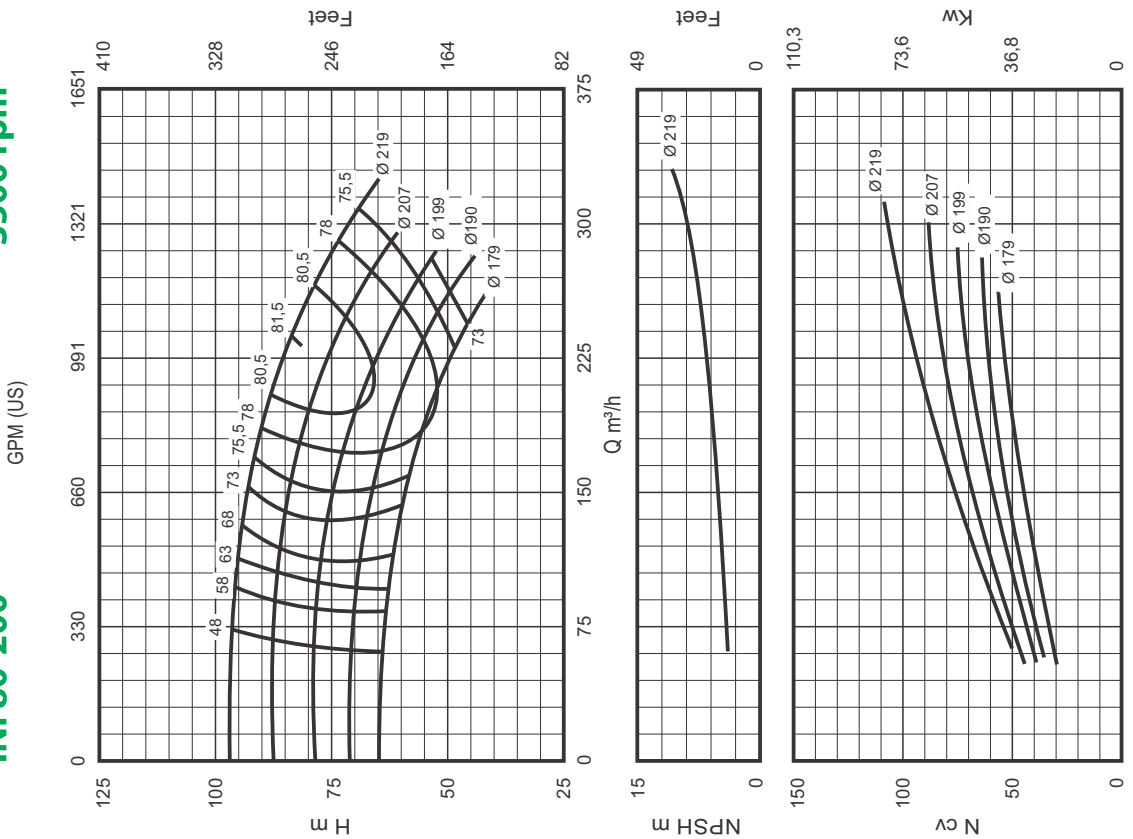 3500 rpm
GPM (US)
0 330 660 991 1321 1651
125 410
100 328
75 246
50 164
25 82
H m
Feet
48
58
63
68
73
75,5
78
80,5
81,5
80,5
78
75,5
73
Ø 219
Ø 207
Ø 199
Ø190
Ø 179
0 75 150 225 300 375
Q m³/h
15 49
NPSH m
Feet
0 0
Ø 219
150 110,3
100 73,6
50 36,8
0 0
N cv
Kw
Ø 219
Ø 207
Ø 199
Ø190
Ø 179